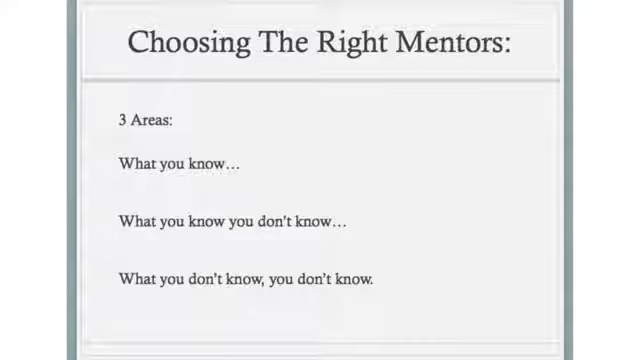 Choosing The Right Mentors:
3 Areas:
What you know…
What you know you don't know…
What you don't know, you don't know.